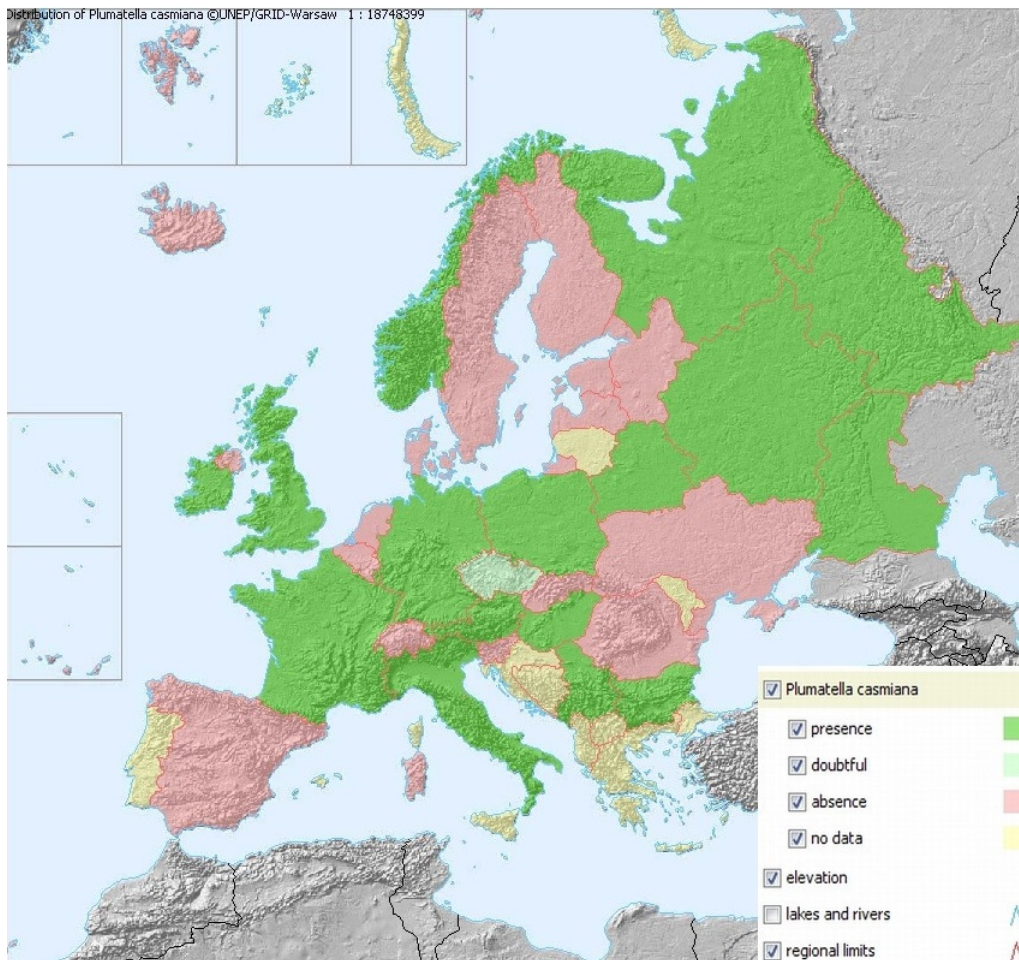 Distribution of Plumatella casmiana ©UNEP/GRID-Warsaw 1 : 18748399
Plumatella casmiana
presence
doubtful
absence
no data
elevation
lakes and rivers
regional limits